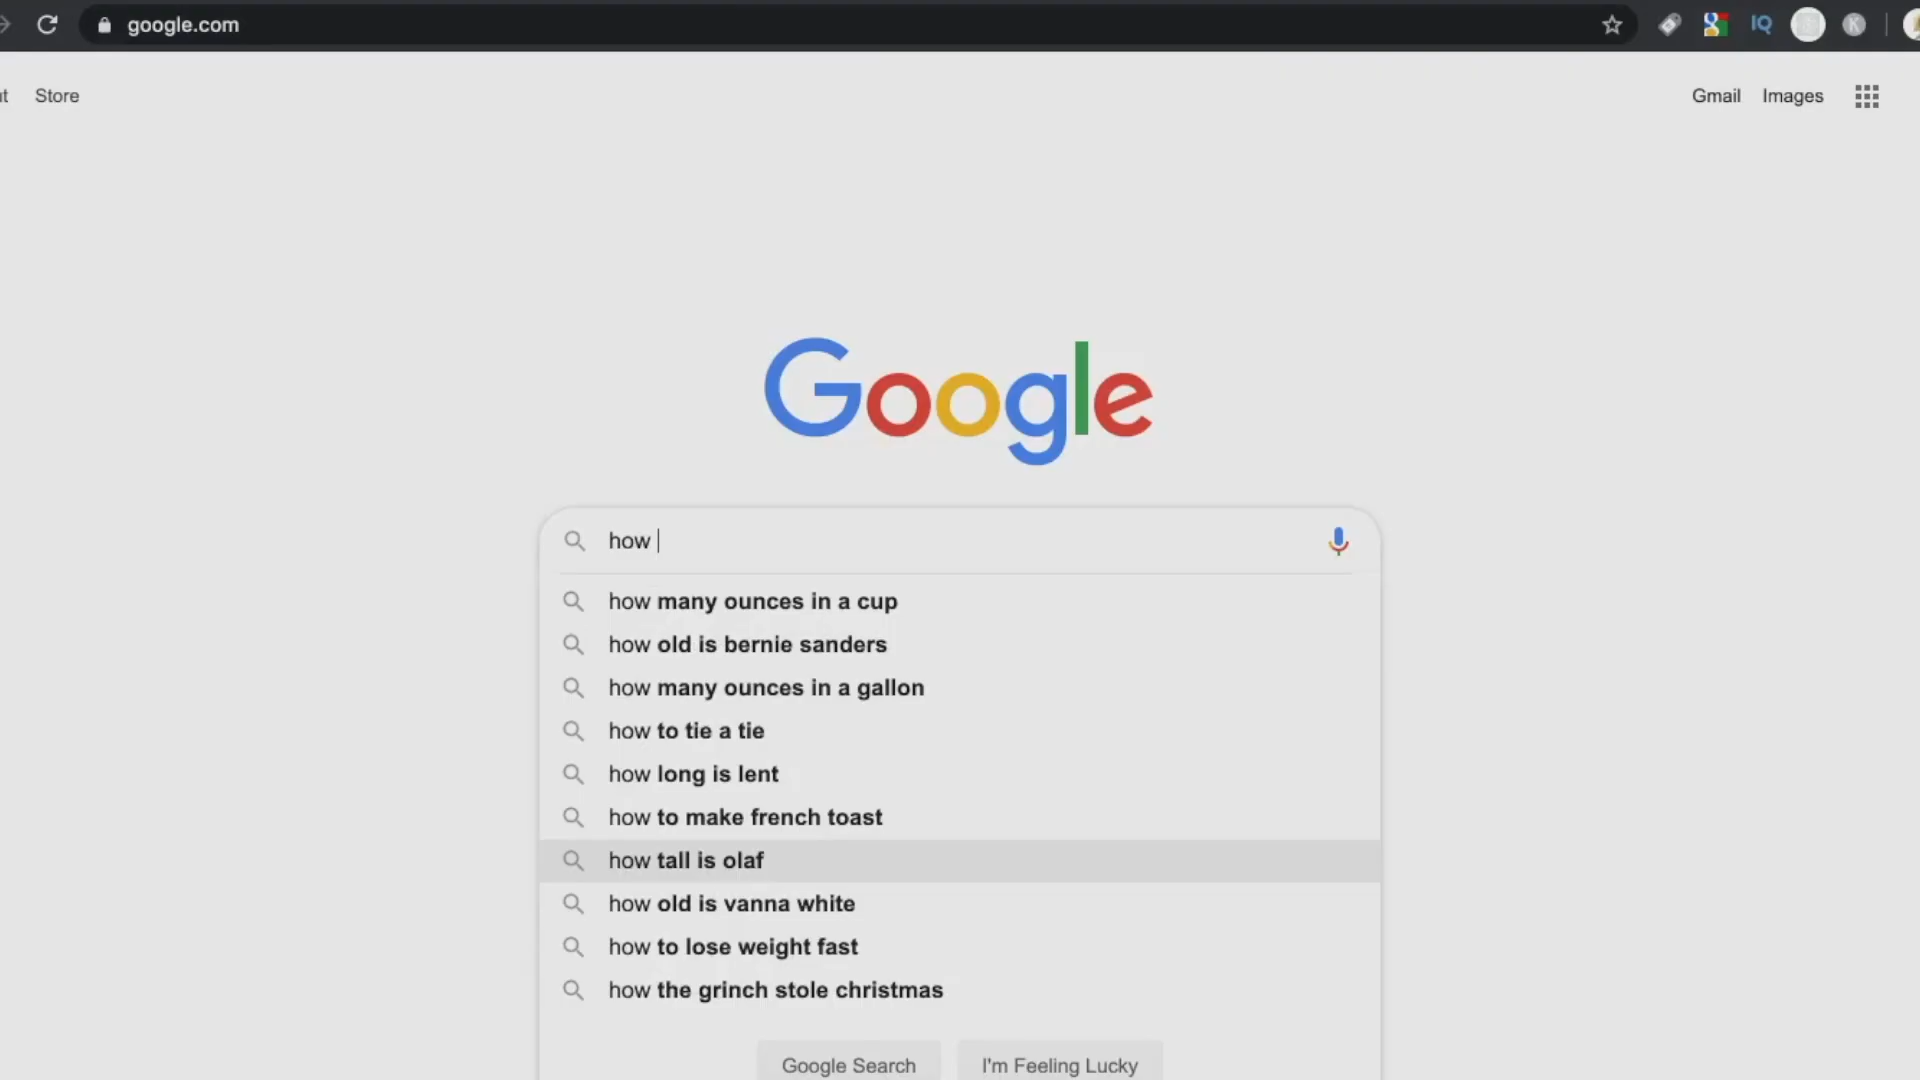 google.com
IQ
K
Store
Gmail Images
Google
how
how many ounces in a cup
how old is bernie sanders
how many ounces in a gallon
how to tie a tie
how long is lent
how to make french toast
how tall is olaf
how old is vanna white
how to lose weight fast
how the grinch stole christmas
Google Search I'm Feeling Lucky